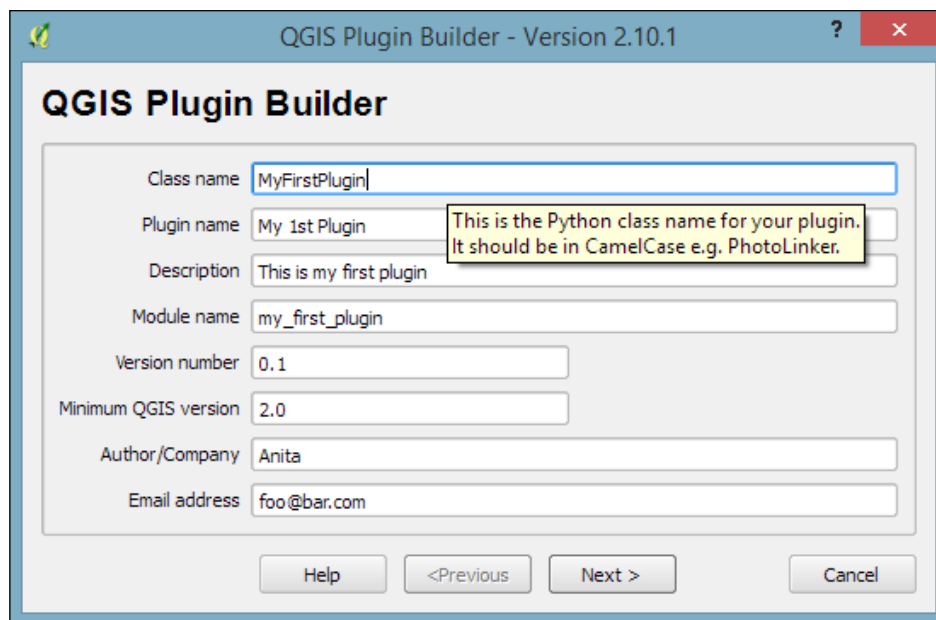 QGIS Plugin Builder - Version 2.10.1 ? ×
QGIS Plugin Builder
Class name MyFirstPlugin
Plugin name My 1st Plugin
This is the Python class name for your plugin.
It should be in CamelCase e.g. PhotoLinker.
Description This is my first plugin
Module name my_first_plugin
Version number 0.1
Minimum QGIS version 2.0
Author/Company Anita
Email address foo@bar.com
Help <Previous Next > Cancel